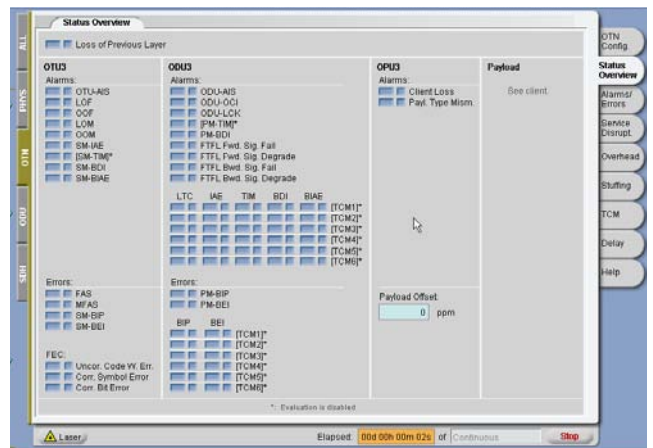 Status Overview
Loss of Previous Layer
OTU3
Alarms:
OTU-AIS
LOF
OOF
LOM
OOM
SM-IAE
[SM-TIM]*
SM-BDI
SM-BIAE
Errors:
FAS
MFAS
SM-BIP
SM-BEI
FEC:
Uncor. Code W. Err.
Corr. Symbol Error
Corr. Bit Error
ODU3
Alarms:
ODU-AIS
ODU-OCI
ODU-LCK
[PM-TIM]*
PM-BDI
FTFL Fwd. Sig. Fail
FTFL Fwd. Sig. Degrade
FTFL Bwd. Sig. Fail
FTFL Bwd. Sig. Degrade
LTC IAE TIM BDI BIAE
[TCM1]*
[TCM2]*
[TCM3]*
[TCM4]*
[TCM5]*
[TCM6]*
Errors:
PM-BIP
PM-BEI
BIP BEI
[TCM1]*
[TCM2]*
[TCM3]*
[TCM4]*
[TCM5]*
[TCM6]*
OPU3
Alarms:
Client Loss
Payl. Type Mism.
Payload Offset:
0 ppm
Payload
See client.
*: Evaluation is disabled
ALL
PHYS
OTN
ODU
OTN
Config.
Status
Overview
Alarms/
Errors
Service
Disrupt.
Overhead
Stuffing
TCM
Delay
Help
Laser
Elapsed: 00d 00h 00m 02s of Continuous
Stop